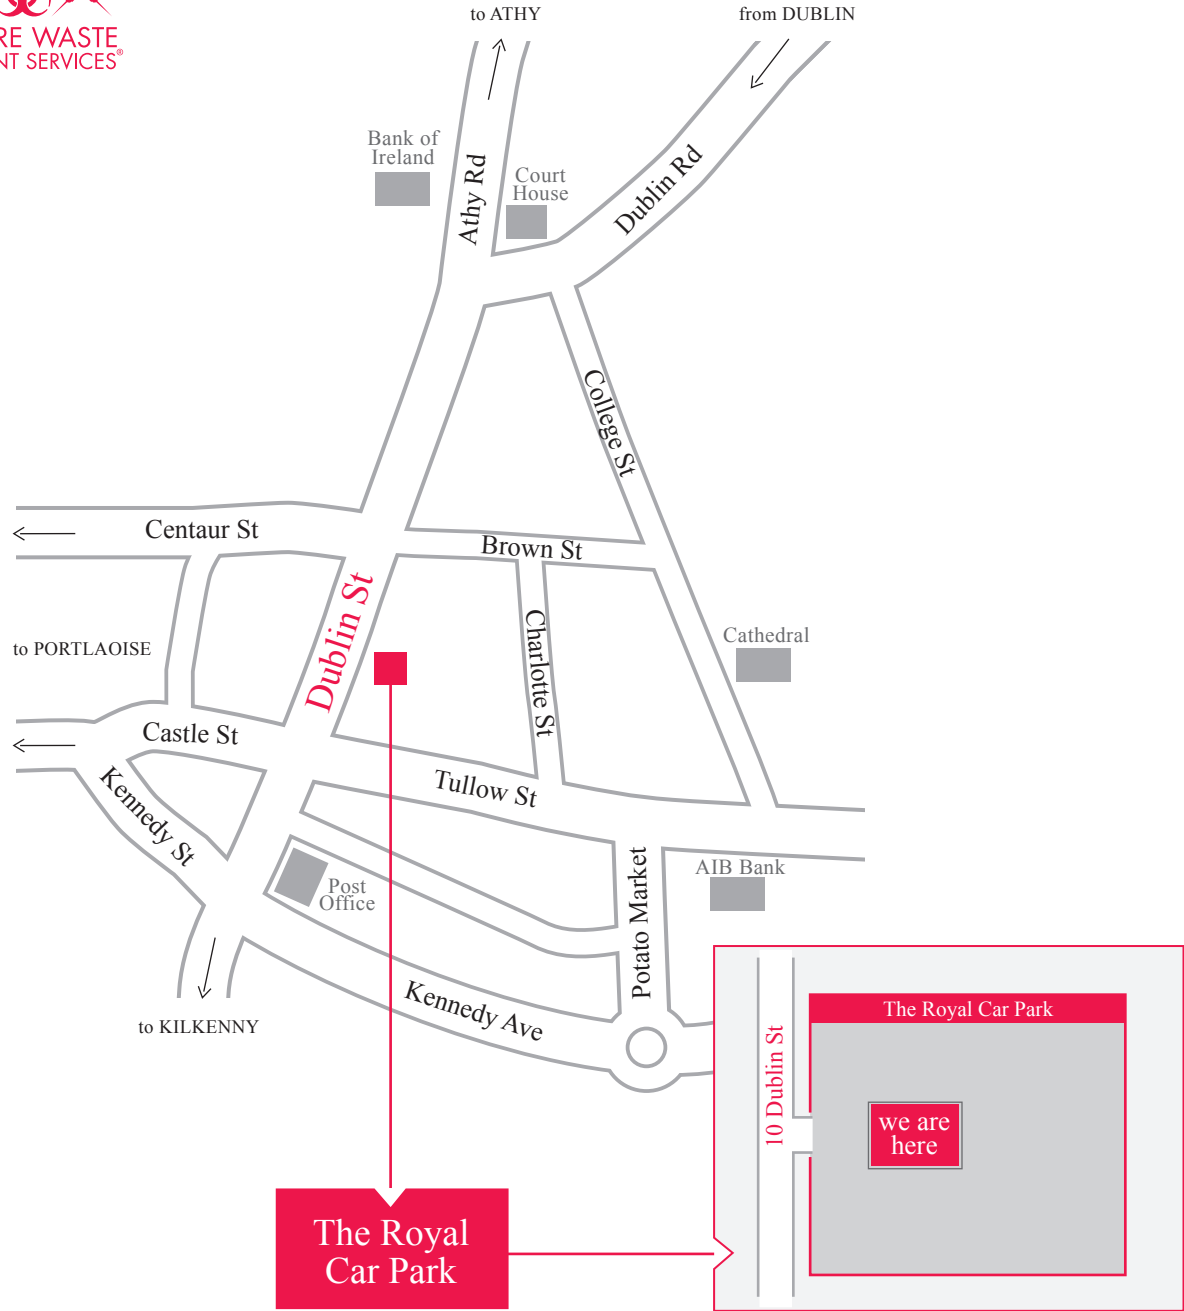 to ATHY
from DUBLIN
RE WASTE
NT SERVICES®
Bank of
Ireland
Court
House
Athy Rd
Dublin Rd
College St
Centaur St
Brown St
Dublin St
Charlotte St
Cathedral
to PORTLAOISE
Castle St
Kennedy St
Tullow St
Potato Market
AIB Bank
Post
Office
Kennedy Ave
to KILKENNY
The Royal Car Park
10 Dublin St
we are
here
The Royal
Car Park